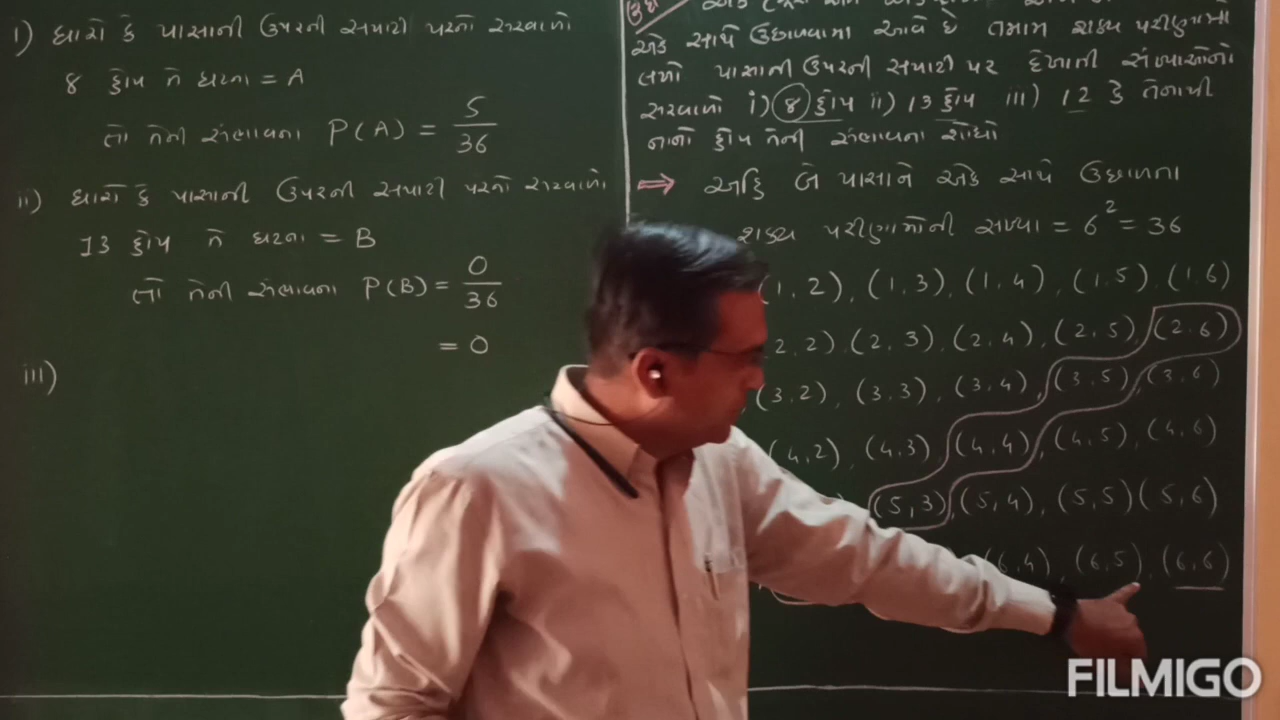 i) ધારો કે પાસાની ઉપરની સપાટી પરનો સરવાળો
8 હોય તે ઘટના = A
તો તેની સંભાવના P(A) = 5/36
ii) ધારો કે પાસાની ઉપરની સપાટી પરનો સરવાળો
13 હોય તે ઘટના = B
તો તેની સંભાવના P(B) = 0/36
= 0
iii)
એક સાથે ઉછાળવામા આવે છે તમામ શક્ય પરીણામો
લખો પાસાની ઉપરની સપાટી પર દેખાતી સંખ્યાઓનો
સરવાળો i) 8 હોય ii) 13 હોય iii) 12 કે તેનાથી
નાનો હોય તેની સંભાવના શોધો
⇒ અહિ બે પાસાને એક સાથે ઉછાળતા
શક્ય પરીણામોની સંખ્યા = 6² = 36
(1,2), (1,3), (1,4), (1,5), (1,6)
2,2), (2,3), (2,4), (2,5), (2,6)
(3,2), (3,3), (3,4), (3,5), (3,6)
(4,2), (4,3), (4,4), (4,5), (4,6)
(5,3), (5,4), (5,5) (5,6)
(6,4), (6,5), (6,6)
FILMIGO